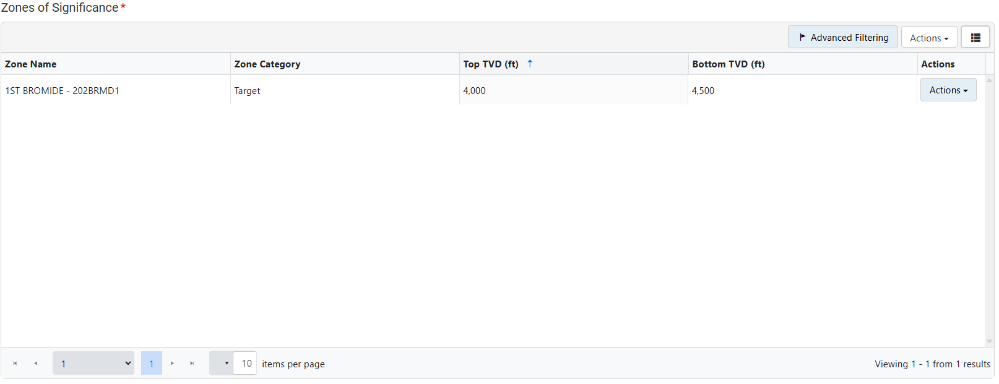 Zones of Significance*
Advanced Filtering Actions
Zone Name Zone Category Top TVD (ft) ↑ Bottom TVD (ft) Actions
1ST BROMIDE - 202BRMD1 Target 4,000 4,500 Actions
1 1 10 items per page Viewing 1 - 1 from 1 results